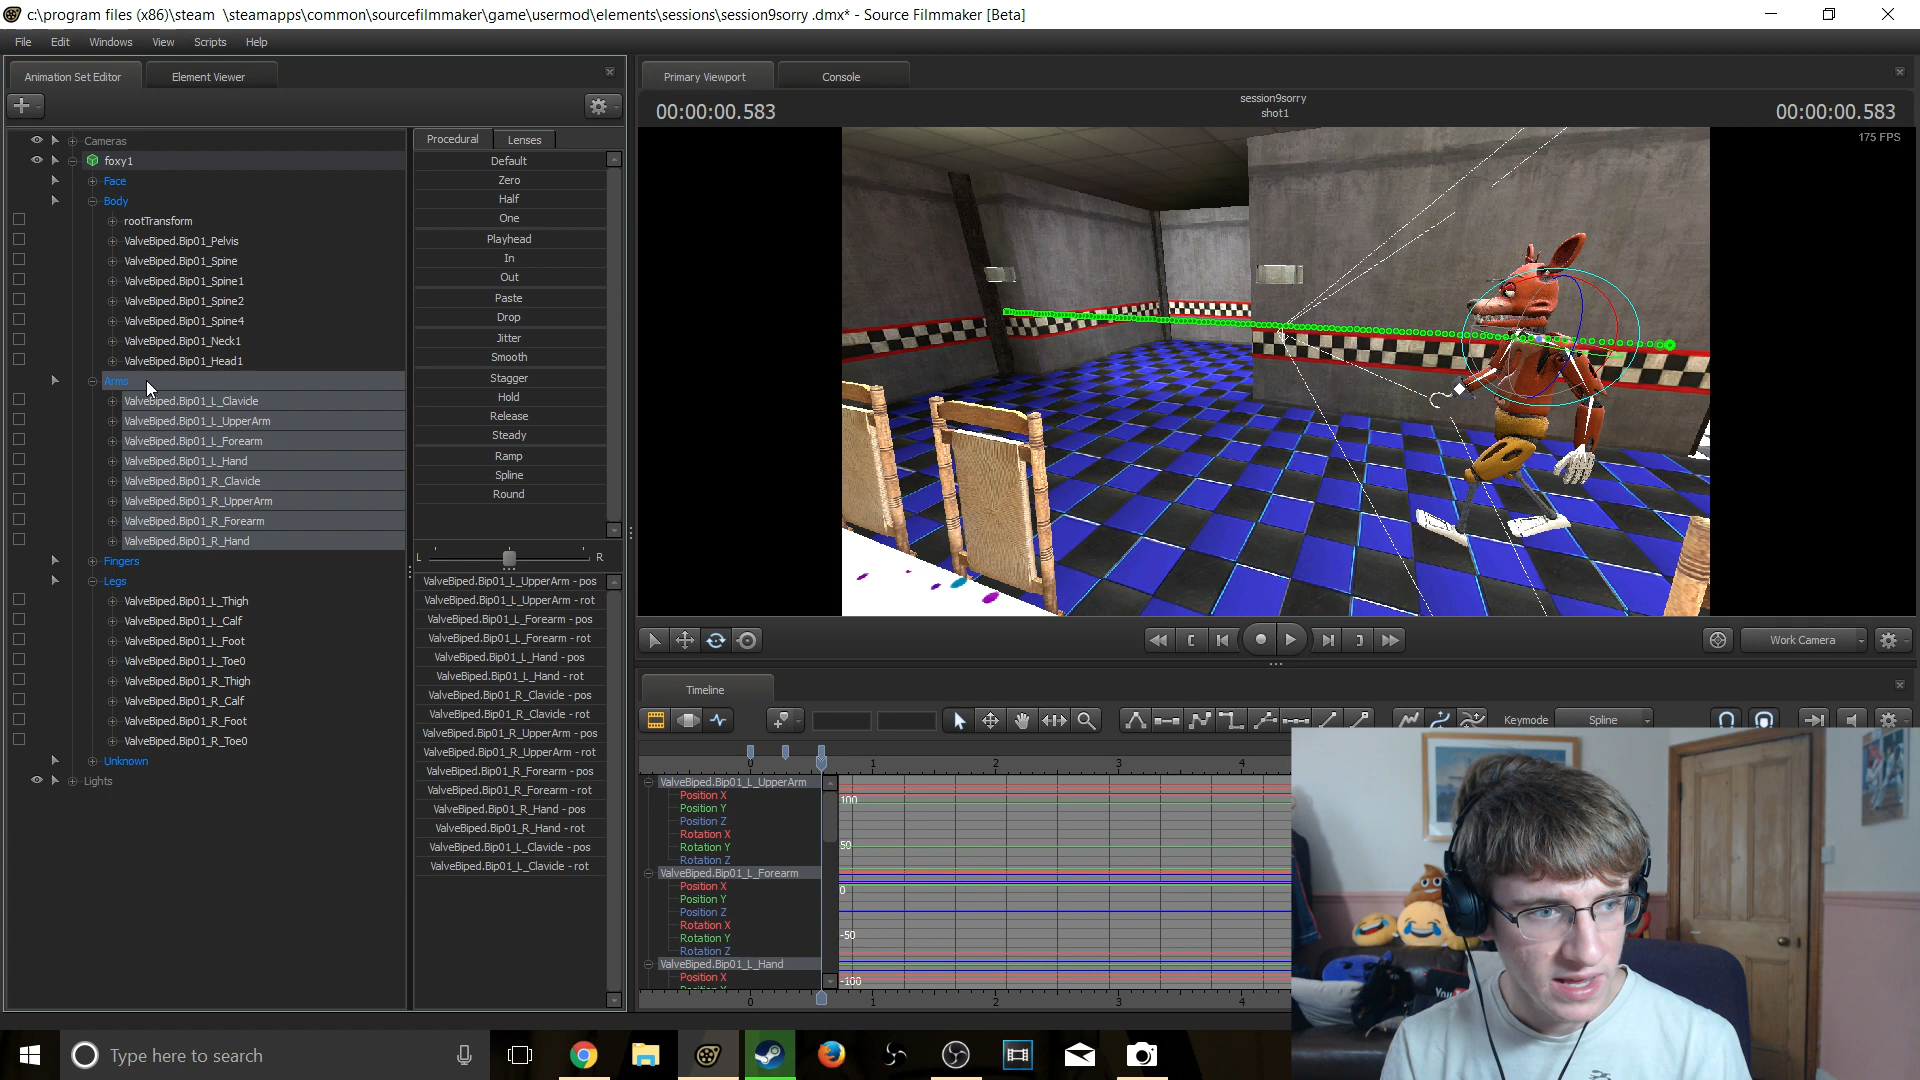 c:\program files (x86)\steam \steamapps\common\sourcefilmmaker\game\usermod\elements\sessions\session9sorry .dmx* - Source Filmmaker [Beta]
File Edit Windows View Scripts Help
Animation Set Editor
Element Viewer
Cameras
foxy1
Face
Body
rootTransform
ValveBiped.Bip01_Pelvis
ValveBiped.Bip01_Spine
ValveBiped.Bip01_Spine1
ValveBiped.Bip01_Spine2
ValveBiped.Bip01_Spine4
ValveBiped.Bip01_Neck1
ValveBiped.Bip01_Head1
Arms
ValveBiped.Bip01_L_Clavicle
ValveBiped.Bip01_L_UpperArm
ValveBiped.Bip01_L_Forearm
ValveBiped.Bip01_L_Hand
ValveBiped.Bip01_R_Clavicle
ValveBiped.Bip01_R_UpperArm
ValveBiped.Bip01_R_Forearm
ValveBiped.Bip01_R_Hand
Fingers
Legs
ValveBiped.Bip01_L_Thigh
ValveBiped.Bip01_L_Calf
ValveBiped.Bip01_L_Foot
ValveBiped.Bip01_L_Toe0
ValveBiped.Bip01_R_Thigh
ValveBiped.Bip01_R_Calf
ValveBiped.Bip01_R_Foot
ValveBiped.Bip01_R_Toe0
Unknown
Lights
Procedural
Lenses
Default
Zero
Half
One
Playhead
In
Out
Paste
Drop
Jitter
Smooth
Stagger
Hold
Release
Steady
Ramp
Spline
Round
L R
ValveBiped.Bip01_L_UpperArm - pos
ValveBiped.Bip01_L_UpperArm - rot
ValveBiped.Bip01_L_Forearm - pos
ValveBiped.Bip01_L_Forearm - rot
ValveBiped.Bip01_L_Hand - pos
ValveBiped.Bip01_L_Hand - rot
ValveBiped.Bip01_R_Clavicle - pos
ValveBiped.Bip01_R_Clavicle - rot
ValveBiped.Bip01_R_UpperArm - pos
ValveBiped.Bip01_R_UpperArm - rot
ValveBiped.Bip01_R_Forearm - pos
ValveBiped.Bip01_R_Forearm - rot
ValveBiped.Bip01_R_Hand - pos
ValveBiped.Bip01_R_Hand - rot
ValveBiped.Bip01_L_Clavicle - pos
ValveBiped.Bip01_L_Clavicle - rot
Primary Viewport
Console
00:00:00.583
session9sorry
shot1
00:00:00.583
175 FPS
Work Camera
Timeline
Keymode
Spline
0 1 2 3 4
ValveBiped.Bip01_L_UpperArm
Position X
Position Y
Position Z
Rotation X
Rotation Y
Rotation Z
ValveBiped.Bip01_L_Forearm
Position X
Position Y
Position Z
Rotation X
Rotation Y
Rotation Z
ValveBiped.Bip01_L_Hand
Position X
100
50
0
-50
-100
0 1 2 3 4
Type here to search